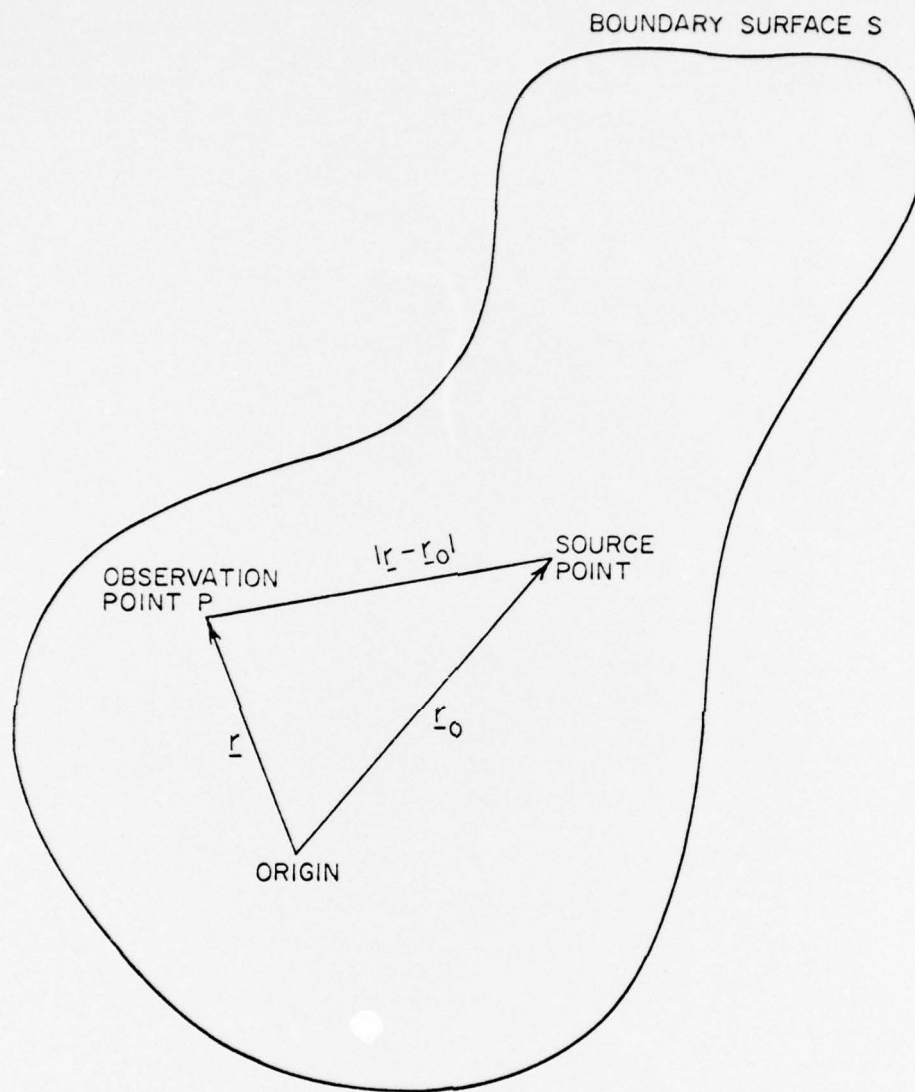 BOUNDARY SURFACE S
|r - r₀|
SOURCE
POINT
OBSERVATION
POINT P
r
r₀
ORIGIN